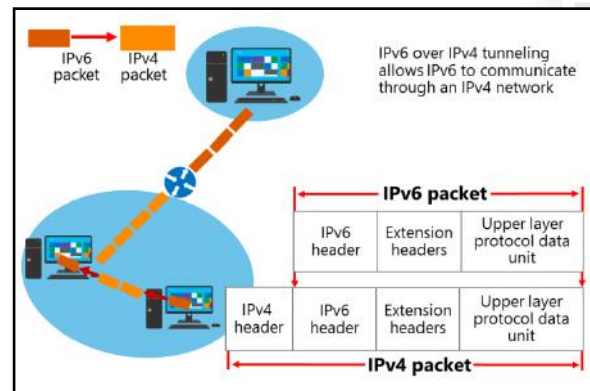 IPv6
packet
IPv4
packet
IPv6 over IPv4 tunneling
allows IPv6 to communicate
through an IPv4 network
IPv6 packet
IPv6
header
Extension
headers
Upper layer
protocol data
unit
IPv4
header
IPv6
header
Extension
headers
Upper layer
protocol data
unit
IPv4 packet